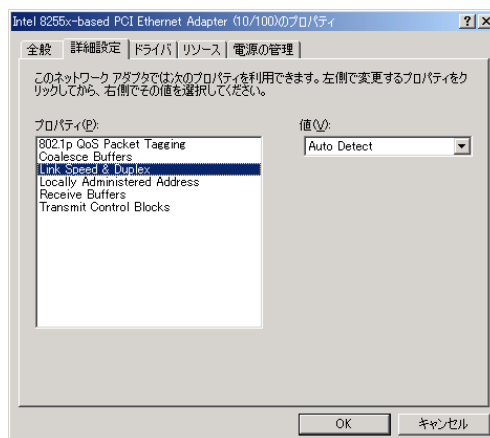 Intel 8255x-based PCI Ethernet Adapter (10/100)のプロパティ
全般 詳細設定 ドライバ リソース 電源の管理
このネットワーク アダプタでは次のプロパティを利用できます。左側で変更するプロパティをク
リックしてから、右側でその値を選択してください。
プロパティ(P): 値(V):
802.1p QoS Packet Tagging Auto Detect
Coalesce Buffers
Link Speed & Duplex
Locally Administered Address
Receive Buffers
Transmit Control Blocks
OK キャンセル